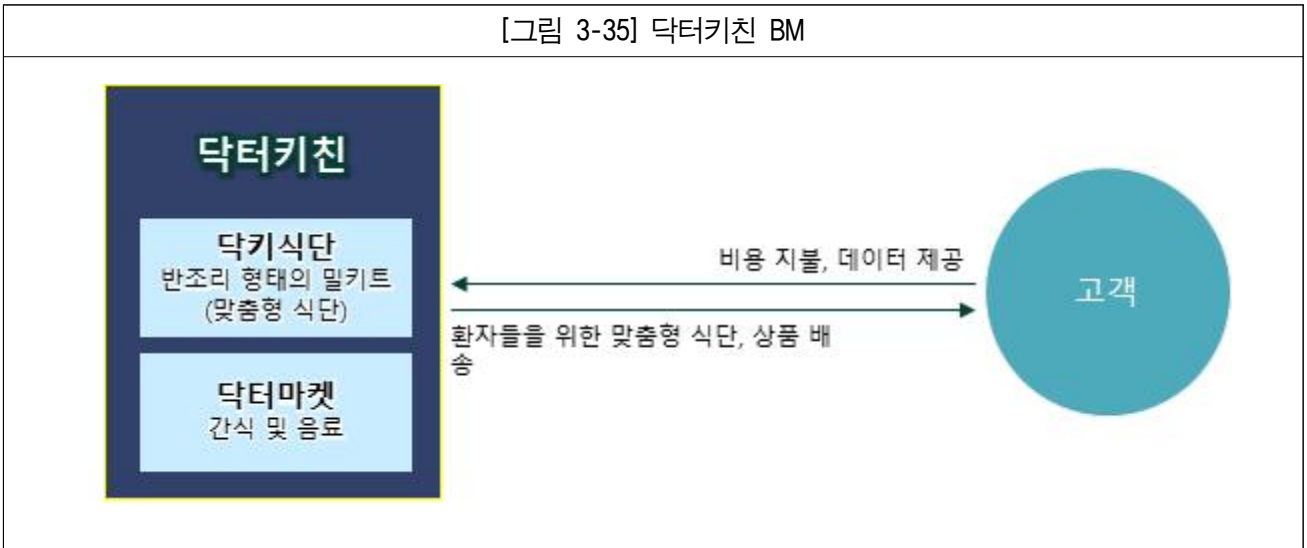 [그림 3-35] 닥터키친 BM
닥터키친
닥키식단
반조리 형태의 밀키트
(맞춤형 식단)
닥터마켓
간식 및 음료
비용 지불, 데이터 제공
환자들을 위한 맞춤형 식단, 상품 배
송
고객